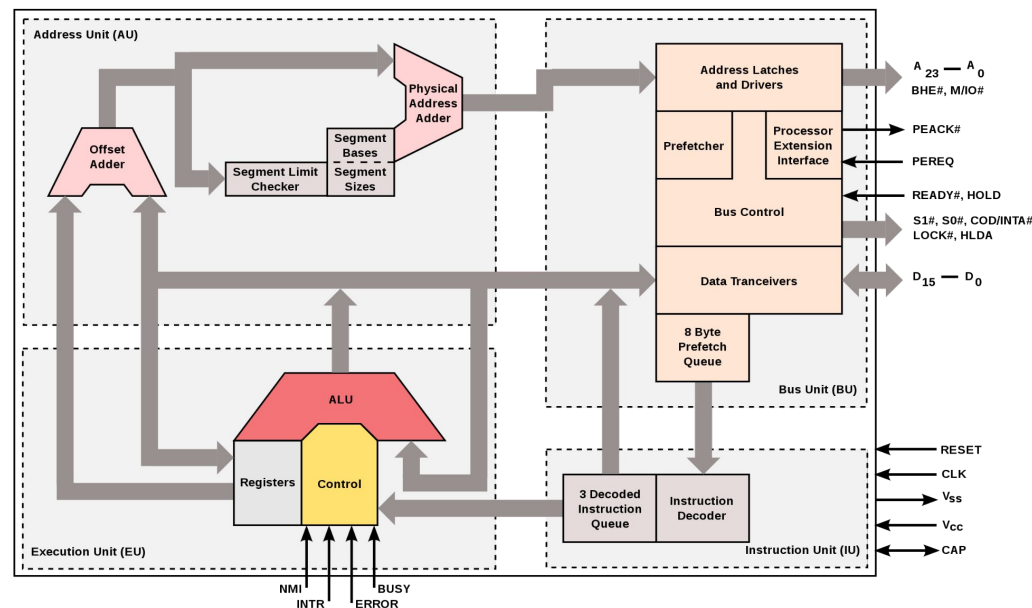 Address Unit (AU)
Offset
Adder
Segment Limit
Checker
Segment
Bases
Segment
Sizes
Physical
Address
Adder
Address Latches
and Drivers
Prefetcher
Processor
Extension
Interface
Bus Control
Data Tranceivers
8 Byte
Prefetch
Queue
Bus Unit (BU)
A23 — A0
BHE#, M/IO#
PEACK#
PEREQ
READY#, HOLD
S1#, S0#, COD/INTA#
LOCK#, HLDA
D15 — D0
ALU
Registers
Control
Execution Unit (EU)
3 Decoded
Instruction
Queue
Instruction
Decoder
Instruction Unit (IU)
RESET
CLK
Vss
Vcc
CAP
NMI
INTR
ERROR
BUSY